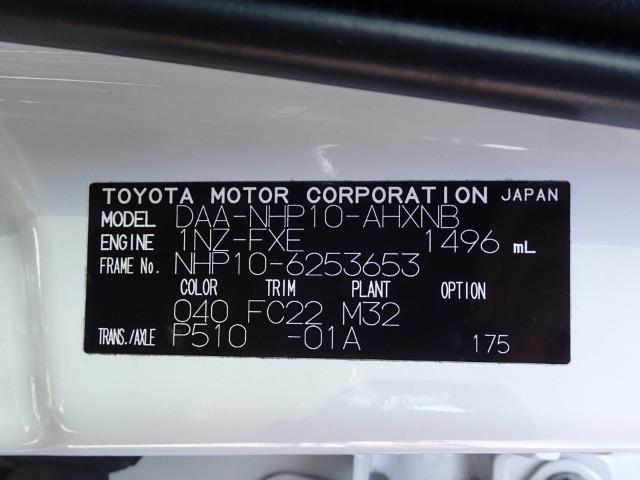 TOYOTA MOTOR CORPORATION JAPAN
MODEL DAA-NHP10-AHXNB
ENGINE 1NZ-FXE 1496 mL
FRAME No. NHP10-6253653
COLOR TRIM PLANT OPTION
040 FC22 M32
TRANS./AXLE P510 -01A 175